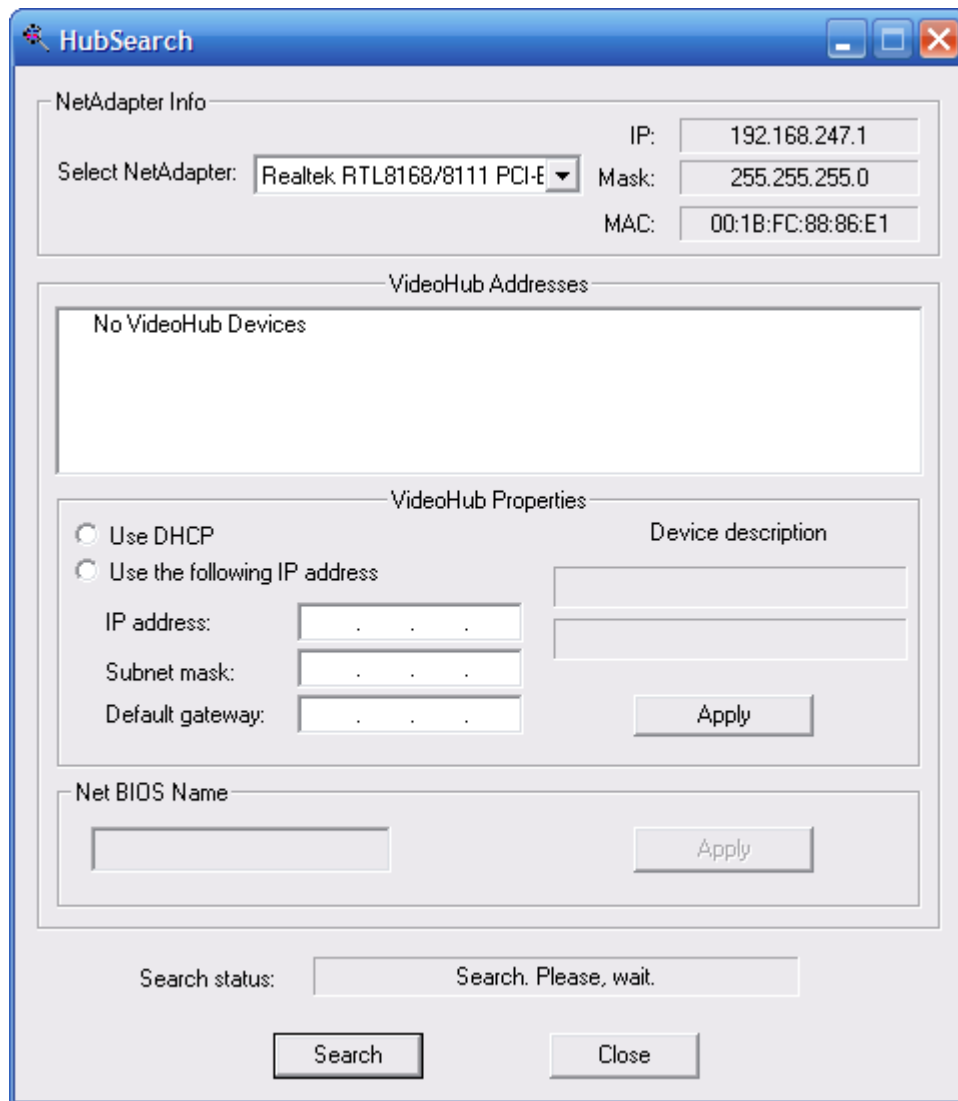 HubSearch
NetAdapter Info
IP: 192.168.247.1
Select NetAdapter: Realtek RTL8168/8111 PCI-E Mask: 255.255.255.0
MAC: 00:1B:FC:88:86:E1
VideoHub Addresses
No VideoHub Devices
VideoHub Properties
Use DHCP
Device description
Use the following IP address
IP address: . . .
Subnet mask: . . .
Default gateway: . . .
Apply
Net BIOS Name
Apply
Search status: Search. Please, wait.
Search Close